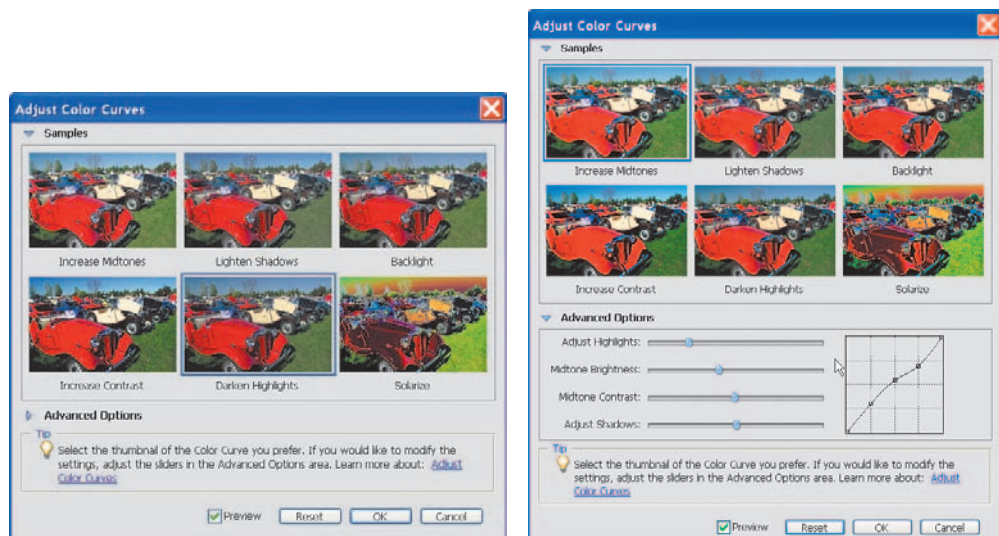 Adjust Color Curves
Samples
Increase Midtones
Lighten Shadows
Backlight
Increase Contrast
Darken Highlights
Solarize
Advanced Options
Tip
Select the thumbnail of the Color Curve you prefer. If you would like to modify the
settings, adjust the sliders in the Advanced Options area. Learn more about: Adjust
Color Curves
Preview
Reset
OK
Cancel
Adjust Color Curves
Samples
Increase Midtones
Lighten Shadows
Backlight
Increase Contrast
Darken Highlights
Solarize
Advanced Options
Adjust Highlights:
Midtone Brightness:
Midtone Contrast:
Adjust Shadows:
Tip
Select the thumbnail of the Color Curve you prefer. If you would like to modify the
settings, adjust the sliders in the Advanced Options area. Learn more about: Adjust
Color Curves
Preview
Reset
OK
Cancel